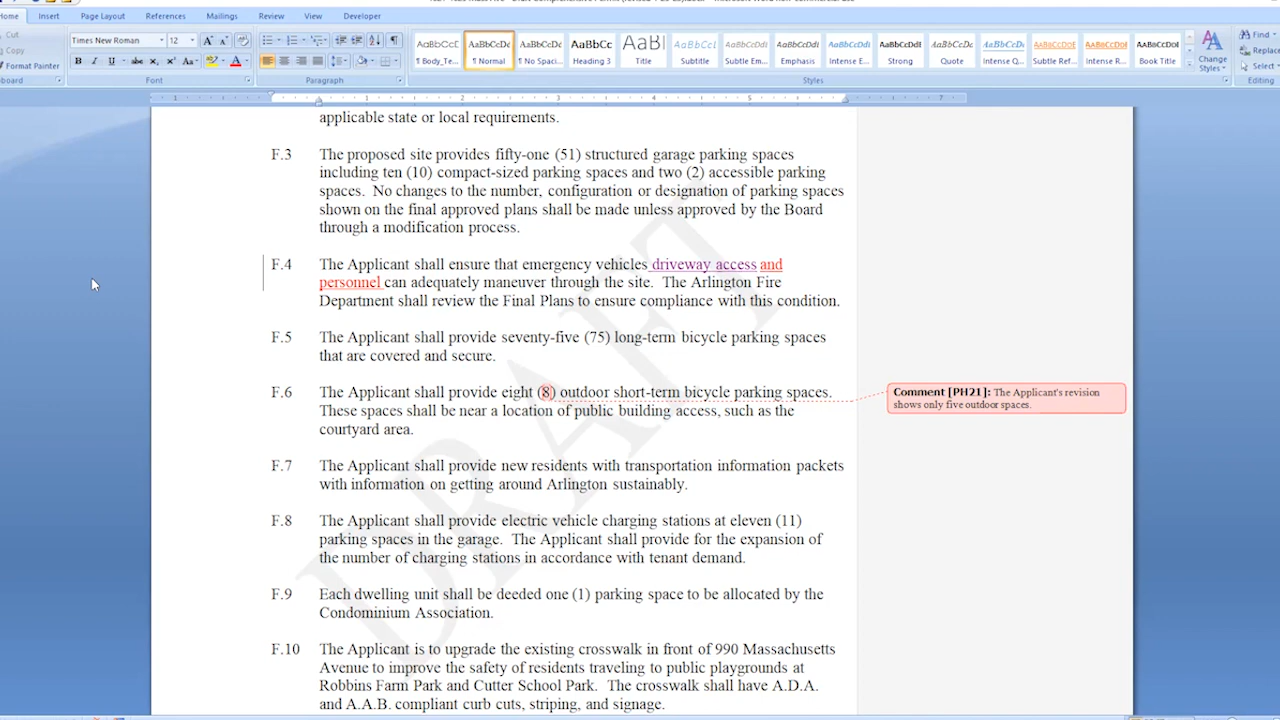 Home Insert Page Layout References Mailings Review View Developer
Cut
Copy
Format Painter
Times New Roman 12
Font Paragraph Styles Editing
AaBbCcDc AaBbCcDc AaBbCcDc AaBbCc AaBbCcI AaBbCcDc AaBbCcDt AaBbCcDt AaBbCcDt AaBbCcDt AaBbCcDt AABBCCDE AABBCCDE AaBbCcDt
¶ Body_Te... ¶ Normal ¶ No Spaci... Heading 3 Title Subtitle Subtle Em... Emphasis Intense E... Strong Quote Intense Q... Subtle Ref... Intense R... Book Title
Change
Styles
Find
Replace
Select
applicable state or local requirements.
F.3 The proposed site provides fifty-one (51) structured garage parking spaces
including ten (10) compact-sized parking spaces and two (2) accessible parking
spaces. No changes to the number, configuration or designation of parking spaces
shown on the final approved plans shall be made unless approved by the Board
through a modification process.
F.4 The Applicant shall ensure that emergency vehicles driveway access and
personnel can adequately maneuver through the site. The Arlington Fire
Department shall review the Final Plans to ensure compliance with this condition.
F.5 The Applicant shall provide seventy-five (75) long-term bicycle parking spaces
that are covered and secure.
F.6 The Applicant shall provide eight (8) outdoor short-term bicycle parking spaces.
These spaces shall be near a location of public building access, such as the
courtyard area.
Comment [PH21]: The Applicant's revision
shows only five outdoor spaces.
F.7 The Applicant shall provide new residents with transportation information packets
with information on getting around Arlington sustainably.
F.8 The Applicant shall provide electric vehicle charging stations at eleven (11)
parking spaces in the garage. The Applicant shall provide for the expansion of
the number of charging stations in accordance with tenant demand.
F.9 Each dwelling unit shall be deeded one (1) parking space to be allocated by the
Condominium Association.
F.10 The Applicant is to upgrade the existing crosswalk in front of 990 Massachusetts
Avenue to improve the safety of residents traveling to public playgrounds at
Robbins Farm Park and Cutter School Park. The crosswalk shall have A.D.A.
and A.A.B. compliant curb cuts, striping, and signage.
DRAFT